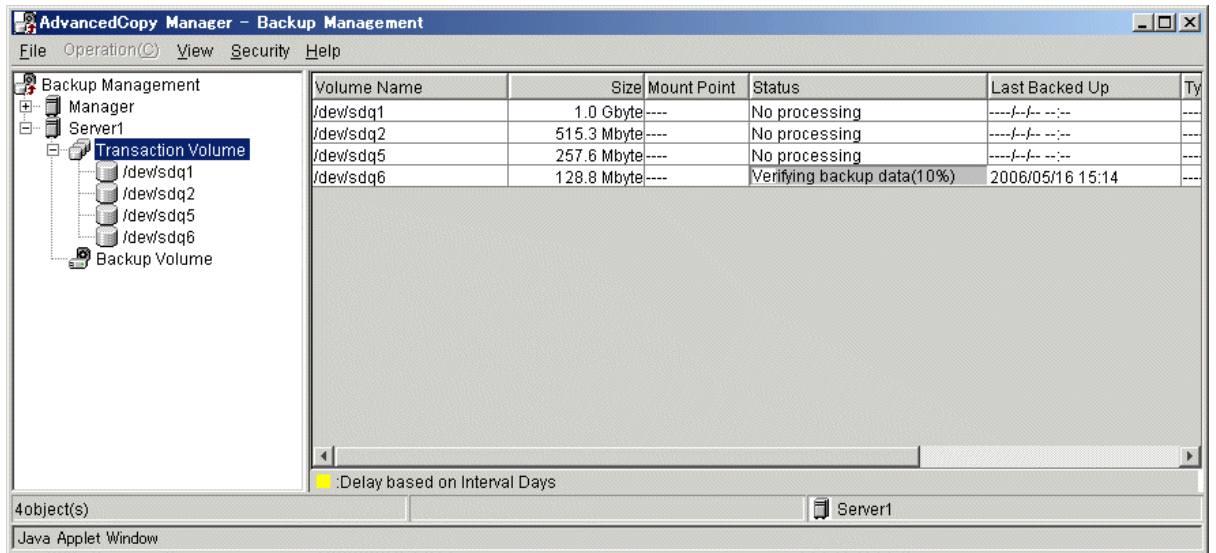 AdvancedCopy Manager - Backup Management
File Operation(C) View Security Help
Backup Management
Manager
Server1
Transaction Volume
/dev/sdq1
/dev/sdq2
/dev/sdq5
/dev/sdq6
Backup Volume
Volume Name Size Mount Point Status Last Backed Up Ty
/dev/sdq1 1.0 Gbyte ---- No processing ----/--/-- --:-- ----
/dev/sdq2 515.3 Mbyte ---- No processing ----/--/-- --:-- ----
/dev/sdq5 257.6 Mbyte ---- No processing ----/--/-- --:-- ----
/dev/sdq6 128.8 Mbyte ---- Verifying backup data(10%) 2006/05/16 15:14 ----
:Delay based on Interval Days
4object(s) Server1
Java Applet Window